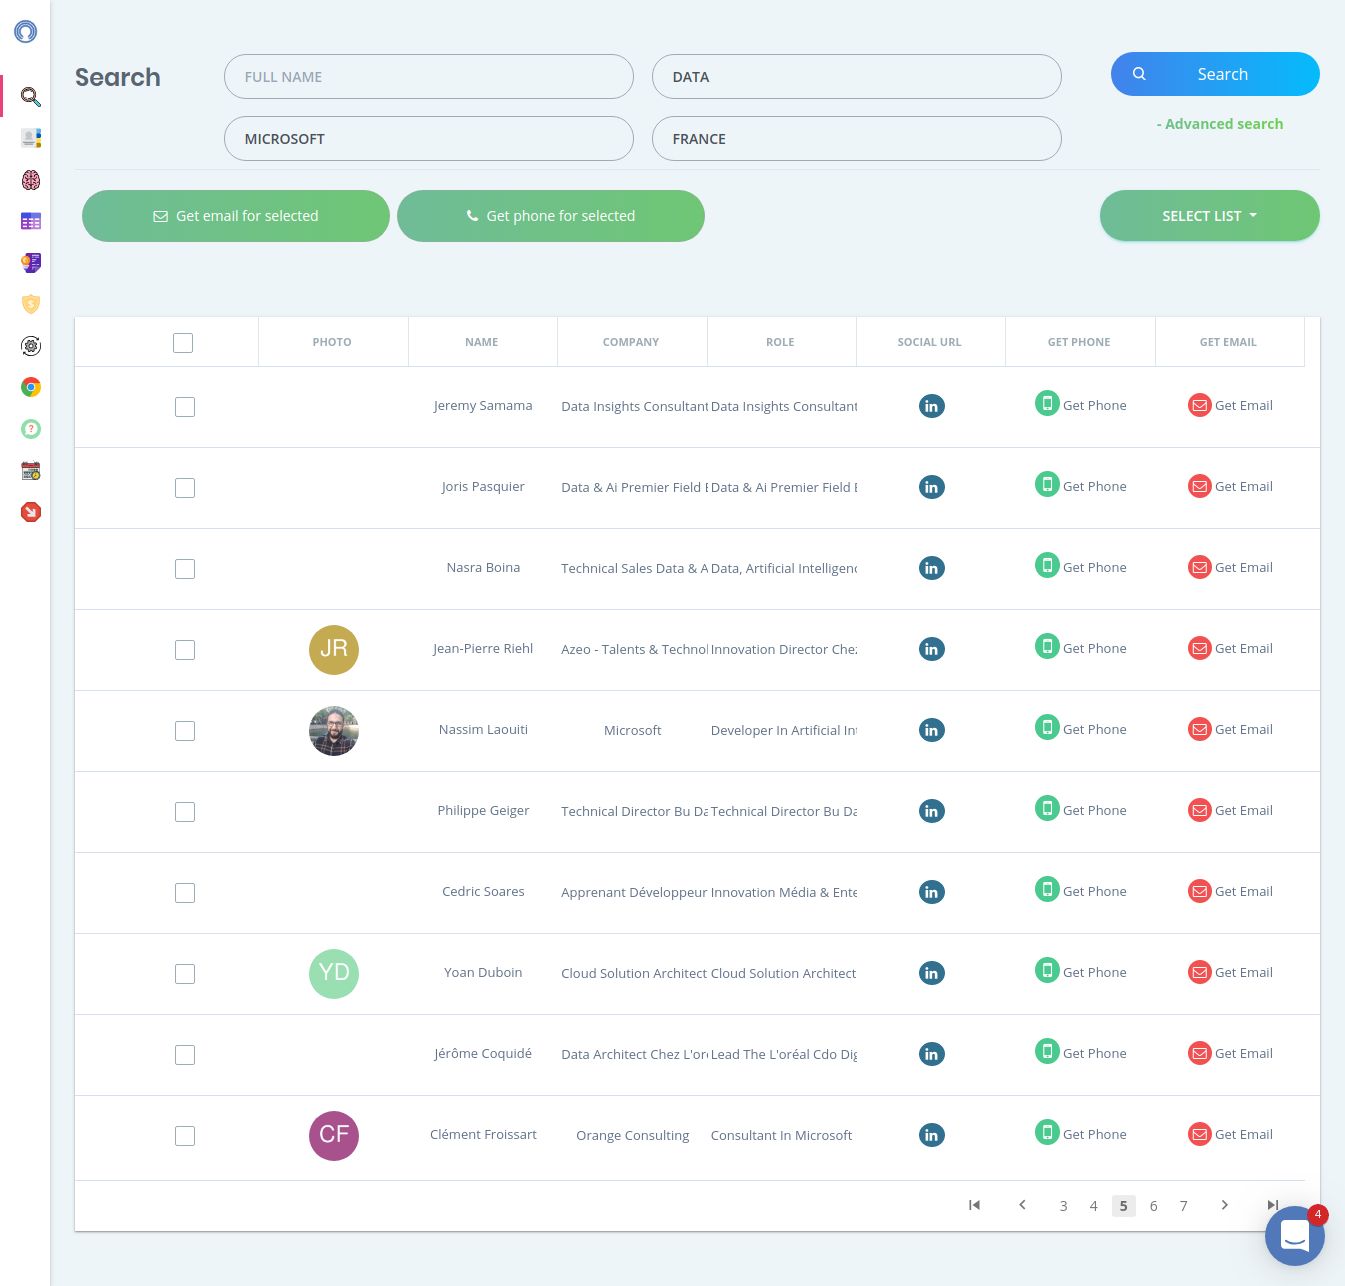 Search
FULL NAME
DATA
Search
MICROSOFT
FRANCE
- Advanced search
Get email for selected
Get phone for selected
SELECT LIST
PHOTO NAME COMPANY ROLE SOCIAL URL GET PHONE GET EMAIL
Jeremy Samama Data Insights Consultant Data Insights Consultant in Get Phone Get Email
Joris Pasquier Data & Ai Premier Field E Data & Ai Premier Field E in Get Phone Get Email
Nasra Boina Technical Sales Data & A Data, Artificial Intelligenc in Get Phone Get Email
JR Jean-Pierre Riehl Azeo - Talents & Technol Innovation Director Chez in Get Phone Get Email
Nassim Laouiti Microsoft Developer In Artificial Int in Get Phone Get Email
Philippe Geiger Technical Director Bu Da Technical Director Bu Da in Get Phone Get Email
Cedric Soares Apprenant Développeur Innovation Média & Ente in Get Phone Get Email
YD Yoan Duboin Cloud Solution Architect Cloud Solution Architect in Get Phone Get Email
Jérôme Coquidé Data Architect Chez L'or Lead The L'oréal Cdo Dig in Get Phone Get Email
CF Clément Froissart Orange Consulting Consultant In Microsoft in Get Phone Get Email
3 4 5 6 7
4